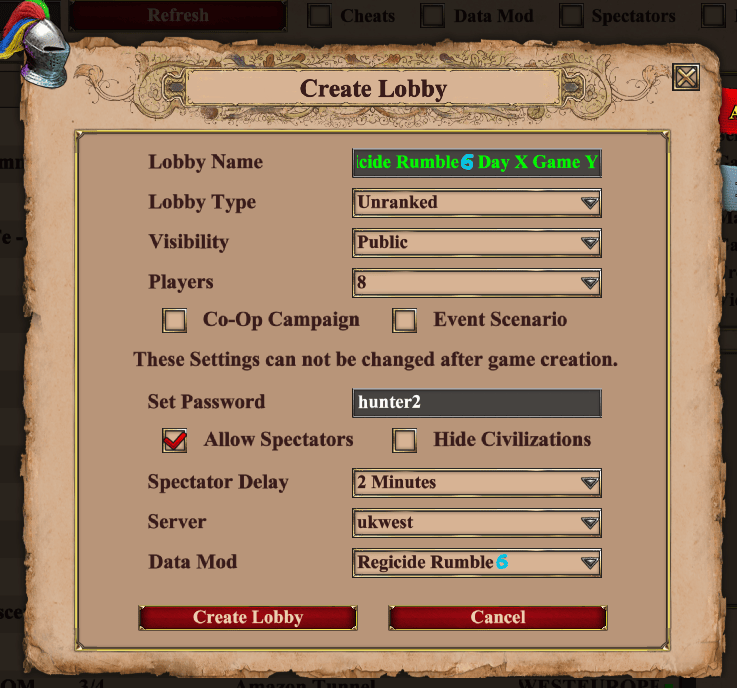 Refresh Cheats Data Mod Spectators
Create Lobby
Lobby Name cide Rumble6 Day X Game Y
Lobby Type Unranked
Visibility Public
Players 8
Co-Op Campaign Event Scenario
These Settings can not be changed after game creation.
Set Password hunter2
Allow Spectators Hide Civilizations
Spectator Delay 2 Minutes
Server ukwest
Data Mod Regicide Rumble6
Create Lobby Cancel
3/4 Amazon Tunnel WESTEUROPE